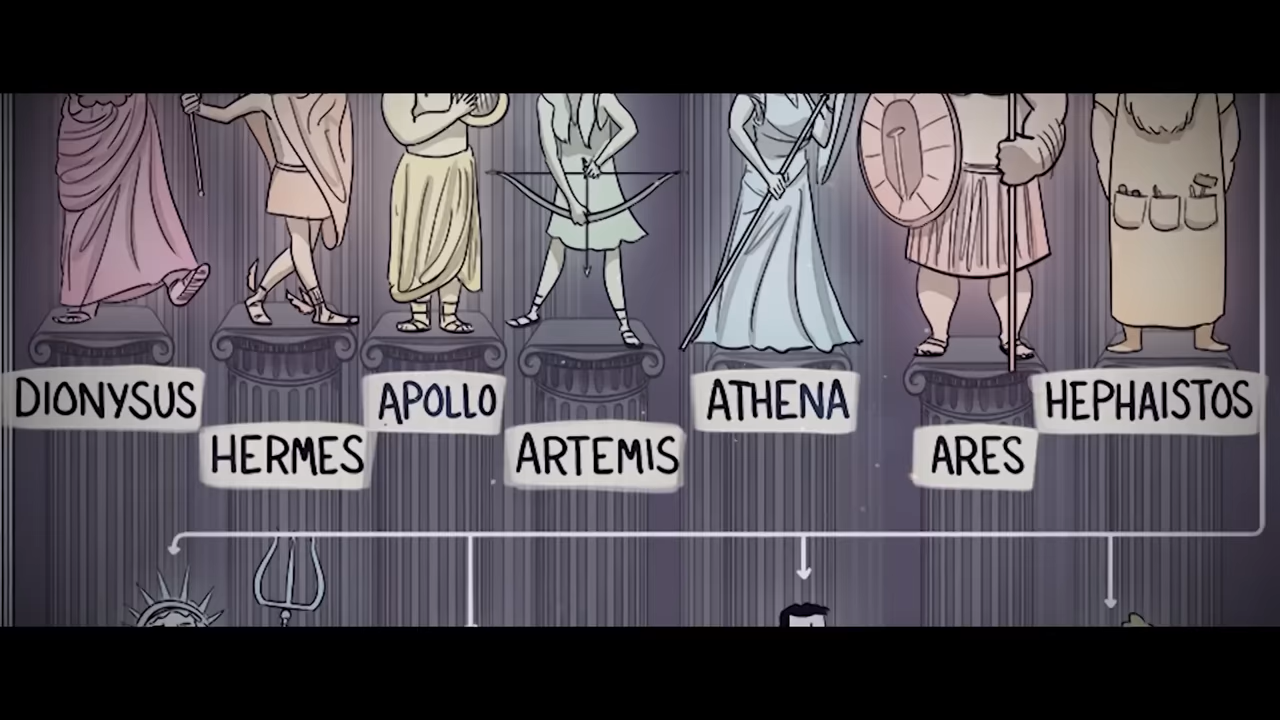 DIONYSUS
HERMES
APOLLO
ARTEMIS
ATHENA
ARES
HEPHAISTOS